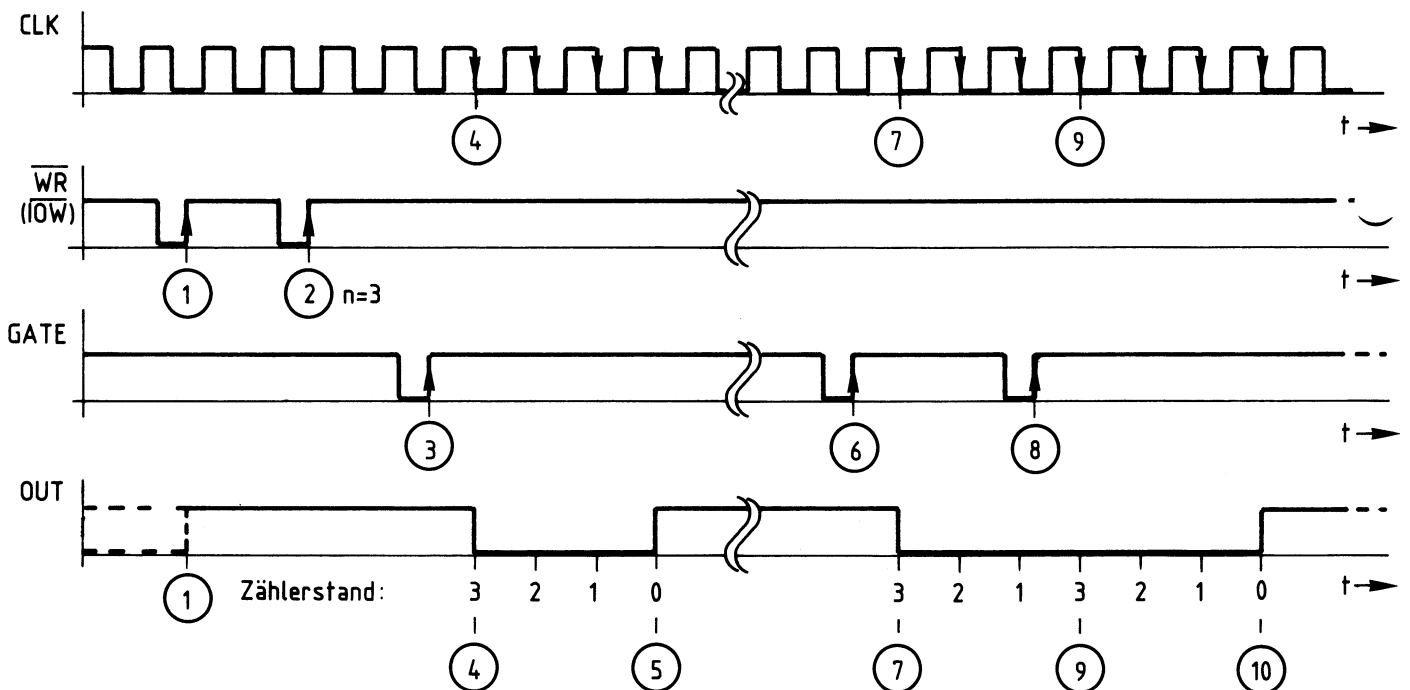 CLK
4 7 9
t
WR
(IOW)
1 2 n=3
t
GATE
3 6 8
t
OUT
1 Zählerstand: 3 2 1 0 3 2 1 3 2 1 0 t
4 5 7 9 10